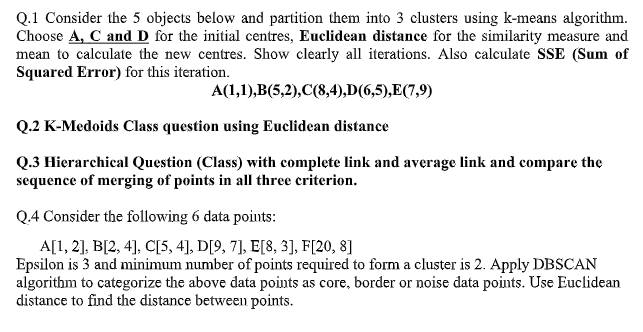 Q.1 Consider the 5 objects below and partition them into 3 clusters using k-means algorithm.
Choose A, C and D for the initial centres, Euclidean distance for the similarity measure and
mean to calculate the new centres. Show clearly all iterations. Also calculate SSE (Sum of
Squared Error) for this iteration.
A(1,1),B(5,2),C(8,4),D(6,5),E(7,9)
Q.2 K-Medoids Class question using Euclidean distance
Q.3 Hierarchical Question (Class) with complete link and average link and compare the
sequence of merging of points in all three criterion.
Q.4 Consider the following 6 data points:
A[1, 2], B[2, 4], C[5, 4], D[9, 7], E[8, 3], F[20, 8]
Epsilon is 3 and minimum number of points required to form a cluster is 2. Apply DBSCAN
algorithm to categorize the above data points as core, border or noise data points. Use Euclidean
distance to find the distance between points.